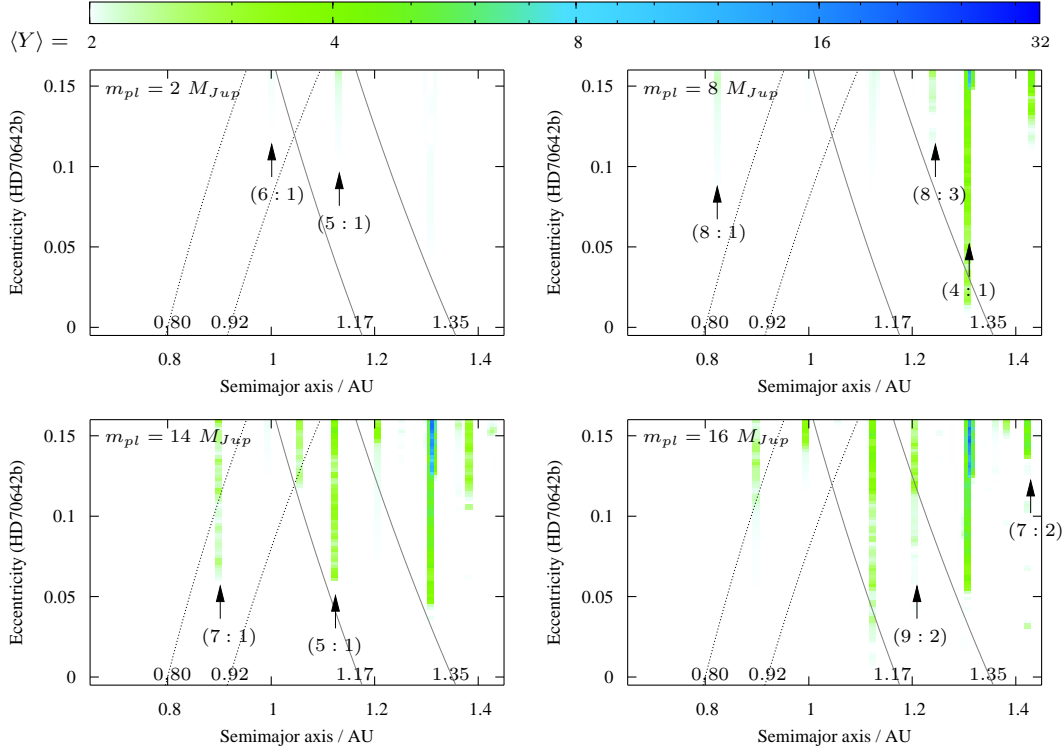 ⟨Y⟩ =
2 4 8 16 32
m_pl = 2 M_Jup
(6 : 1)
(5 : 1)
0.80 0.92 1.17 1.35
0.15
0.1
0.05
0
Eccentricity (HD70642b)
0.8 1 1.2 1.4
Semimajor axis / AU
m_pl = 8 M_Jup
(8 : 3)
(8 : 1)
(4 : 1)
0.80 0.92 1.17 1.35
0.15
0.1
0.05
0
Eccentricity (HD70642b)
0.8 1 1.2 1.4
Semimajor axis / AU
m_pl = 14 M_Jup
(7 : 1)
(5 : 1)
0.80 0.92 1.17 1.35
0.15
0.1
0.05
0
Eccentricity (HD70642b)
0.8 1 1.2 1.4
Semimajor axis / AU
m_pl = 16 M_Jup
(7 : 2)
(9 : 2)
0.80 0.92 1.17 1.35
0.15
0.1
0.05
0
Eccentricity (HD70642b)
0.8 1 1.2 1.4
Semimajor axis / AU